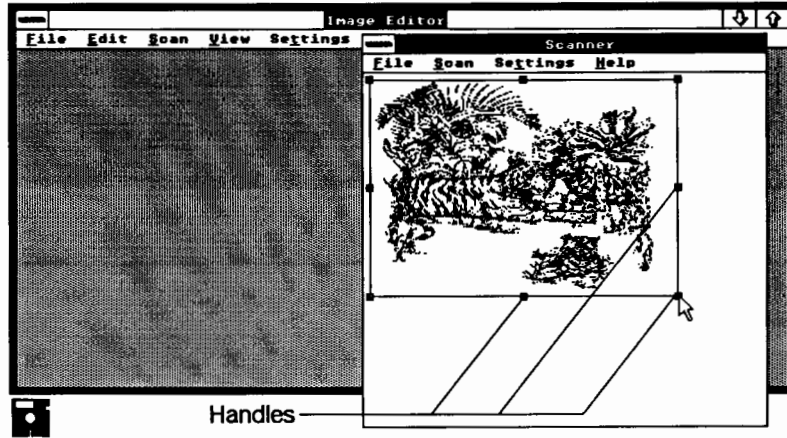 Image Editor
File Edit Scan View Settings
Scanner
File Scan Settings Help
Handles